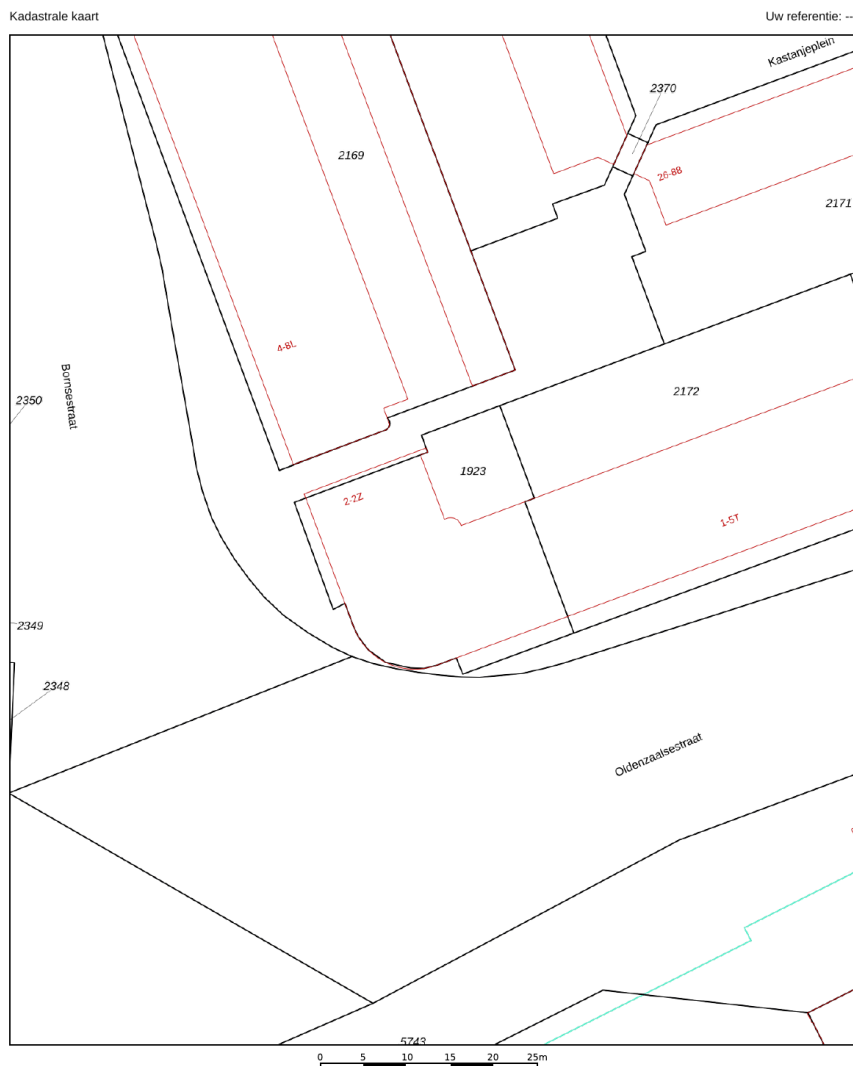 Kadastrale kaart
Uw referentie: --
Kastanjeplein
2370
2169
26-88
2171
4-8L
Bornsestraat
2350
2172
1923
2-2Z
1-5T
2349
2348
Oldenzaalsestraat
5743
0 5 10 15 20 25m